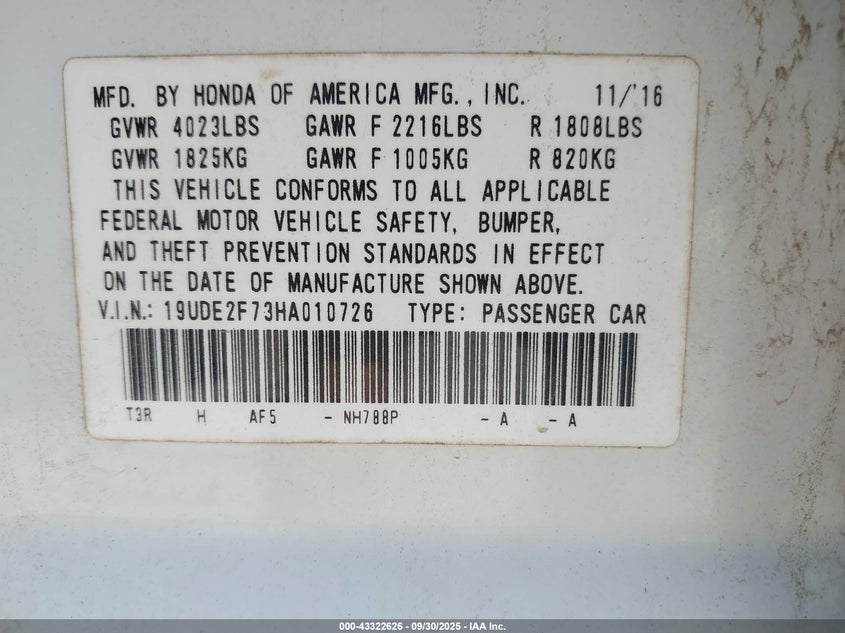 MFD. BY HONDA OF AMERICA MFG., INC. 11/'16
GVWR 4023LBS GAWR F 2216LBS R 1808LBS
GVWR 1825KG GAWR F 1005KG R 820KG
THIS VEHICLE CONFORMS TO ALL APPLICABLE
FEDERAL MOTOR VEHICLE SAFETY, BUMPER,
AND THEFT PREVENTION STANDARDS IN EFFECT
ON THE DATE OF MANUFACTURE SHOWN ABOVE.
V.I.N.: 19UDE2F73HA010726 TYPE: PASSENGER CAR
T3R H AF5 - NH788P - A - A
000-43322626 - 09/30/2025 - IAA Inc.